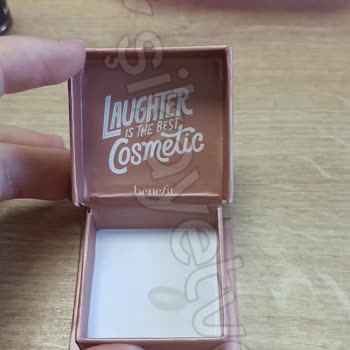 LAUGHTER
IS THE BEST
Cosmetic
benefit